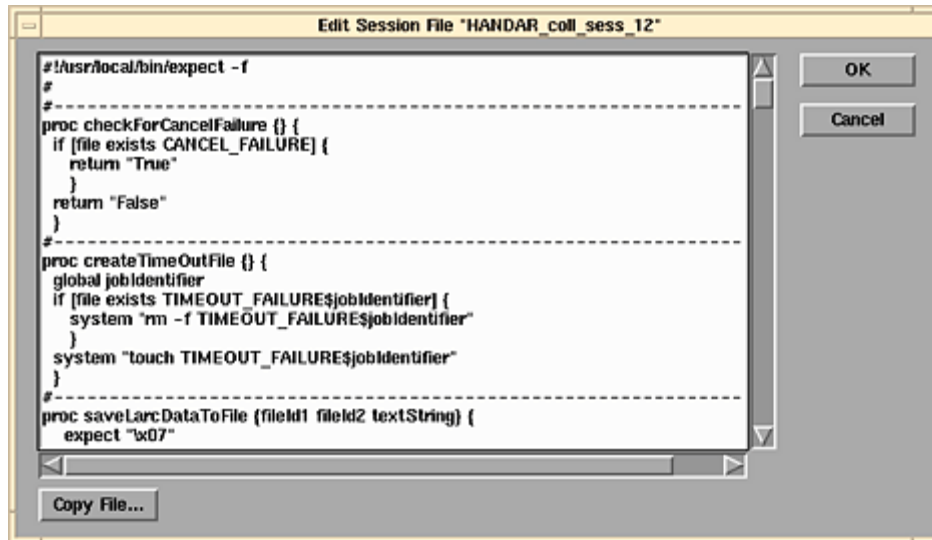 Edit Session File "HANDAR_coll_sess_12"
#!/usr/local/bin/expect -f
#
#---------------------------------------------------------------
proc checkForCancelFailure {} {
if [file exists CANCEL_FAILURE] {
return "True"
}
return "False"
}
#---------------------------------------------------------------
proc createTimeOutFile {} {
global jobIdentifier
if [file exists TIMEOUT_FAILURE$jobIdentifier] {
system "rm -f TIMEOUT_FAILURE$jobIdentifier"
}
system "touch TIMEOUT_FAILURE$jobIdentifier"
}
#---------------------------------------------------------------
proc saveLarcDataToFile {fileId1 fileId2 textString} {
expect "\x07"
OK
Cancel
Copy File...